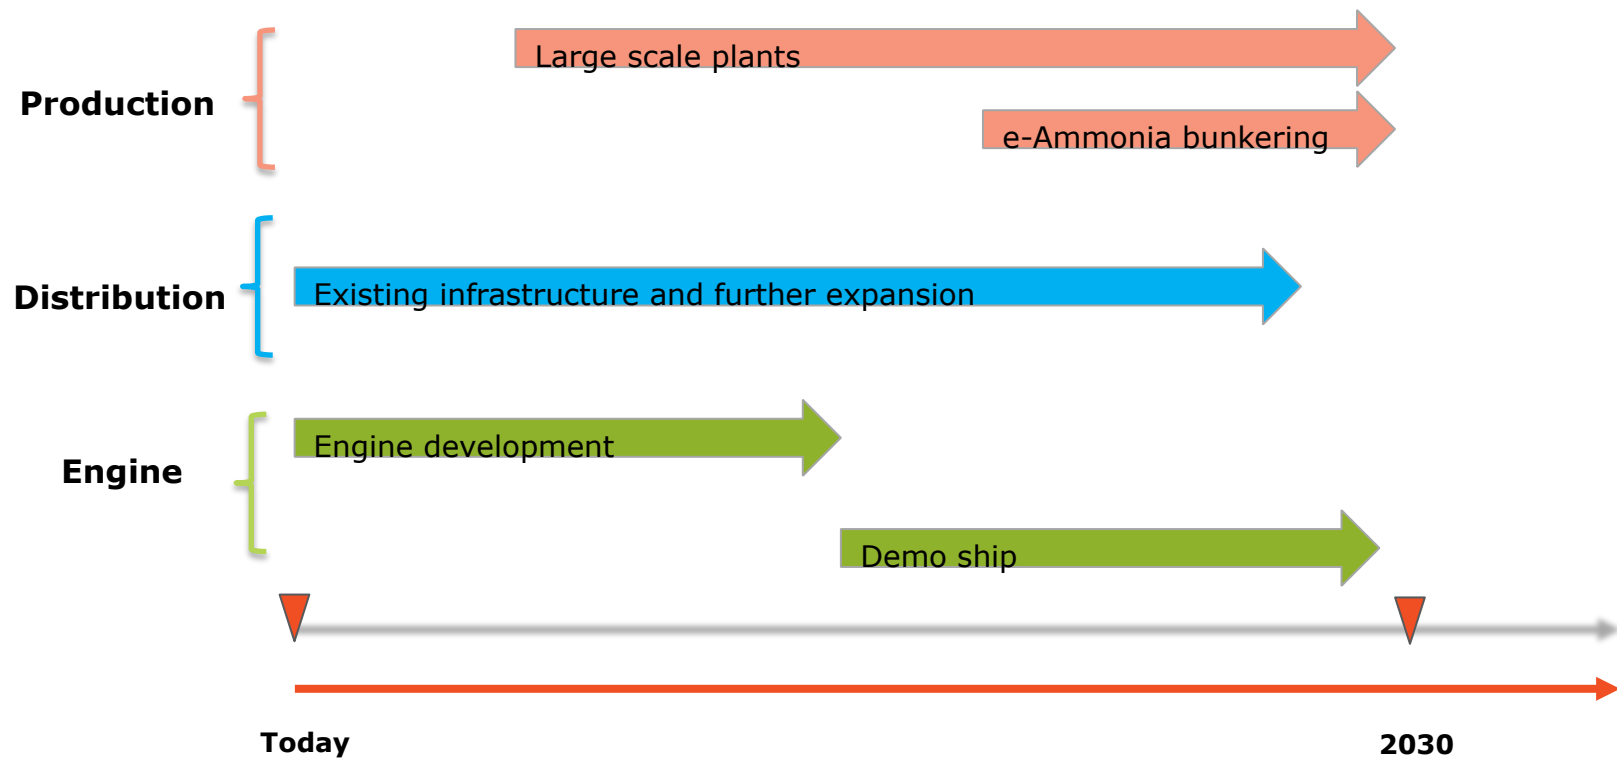 Production
Large scale plants
e-Ammonia bunkering
Distribution
Existing infrastructure and further expansion
Engine
Engine development
Demo ship
Today
2030